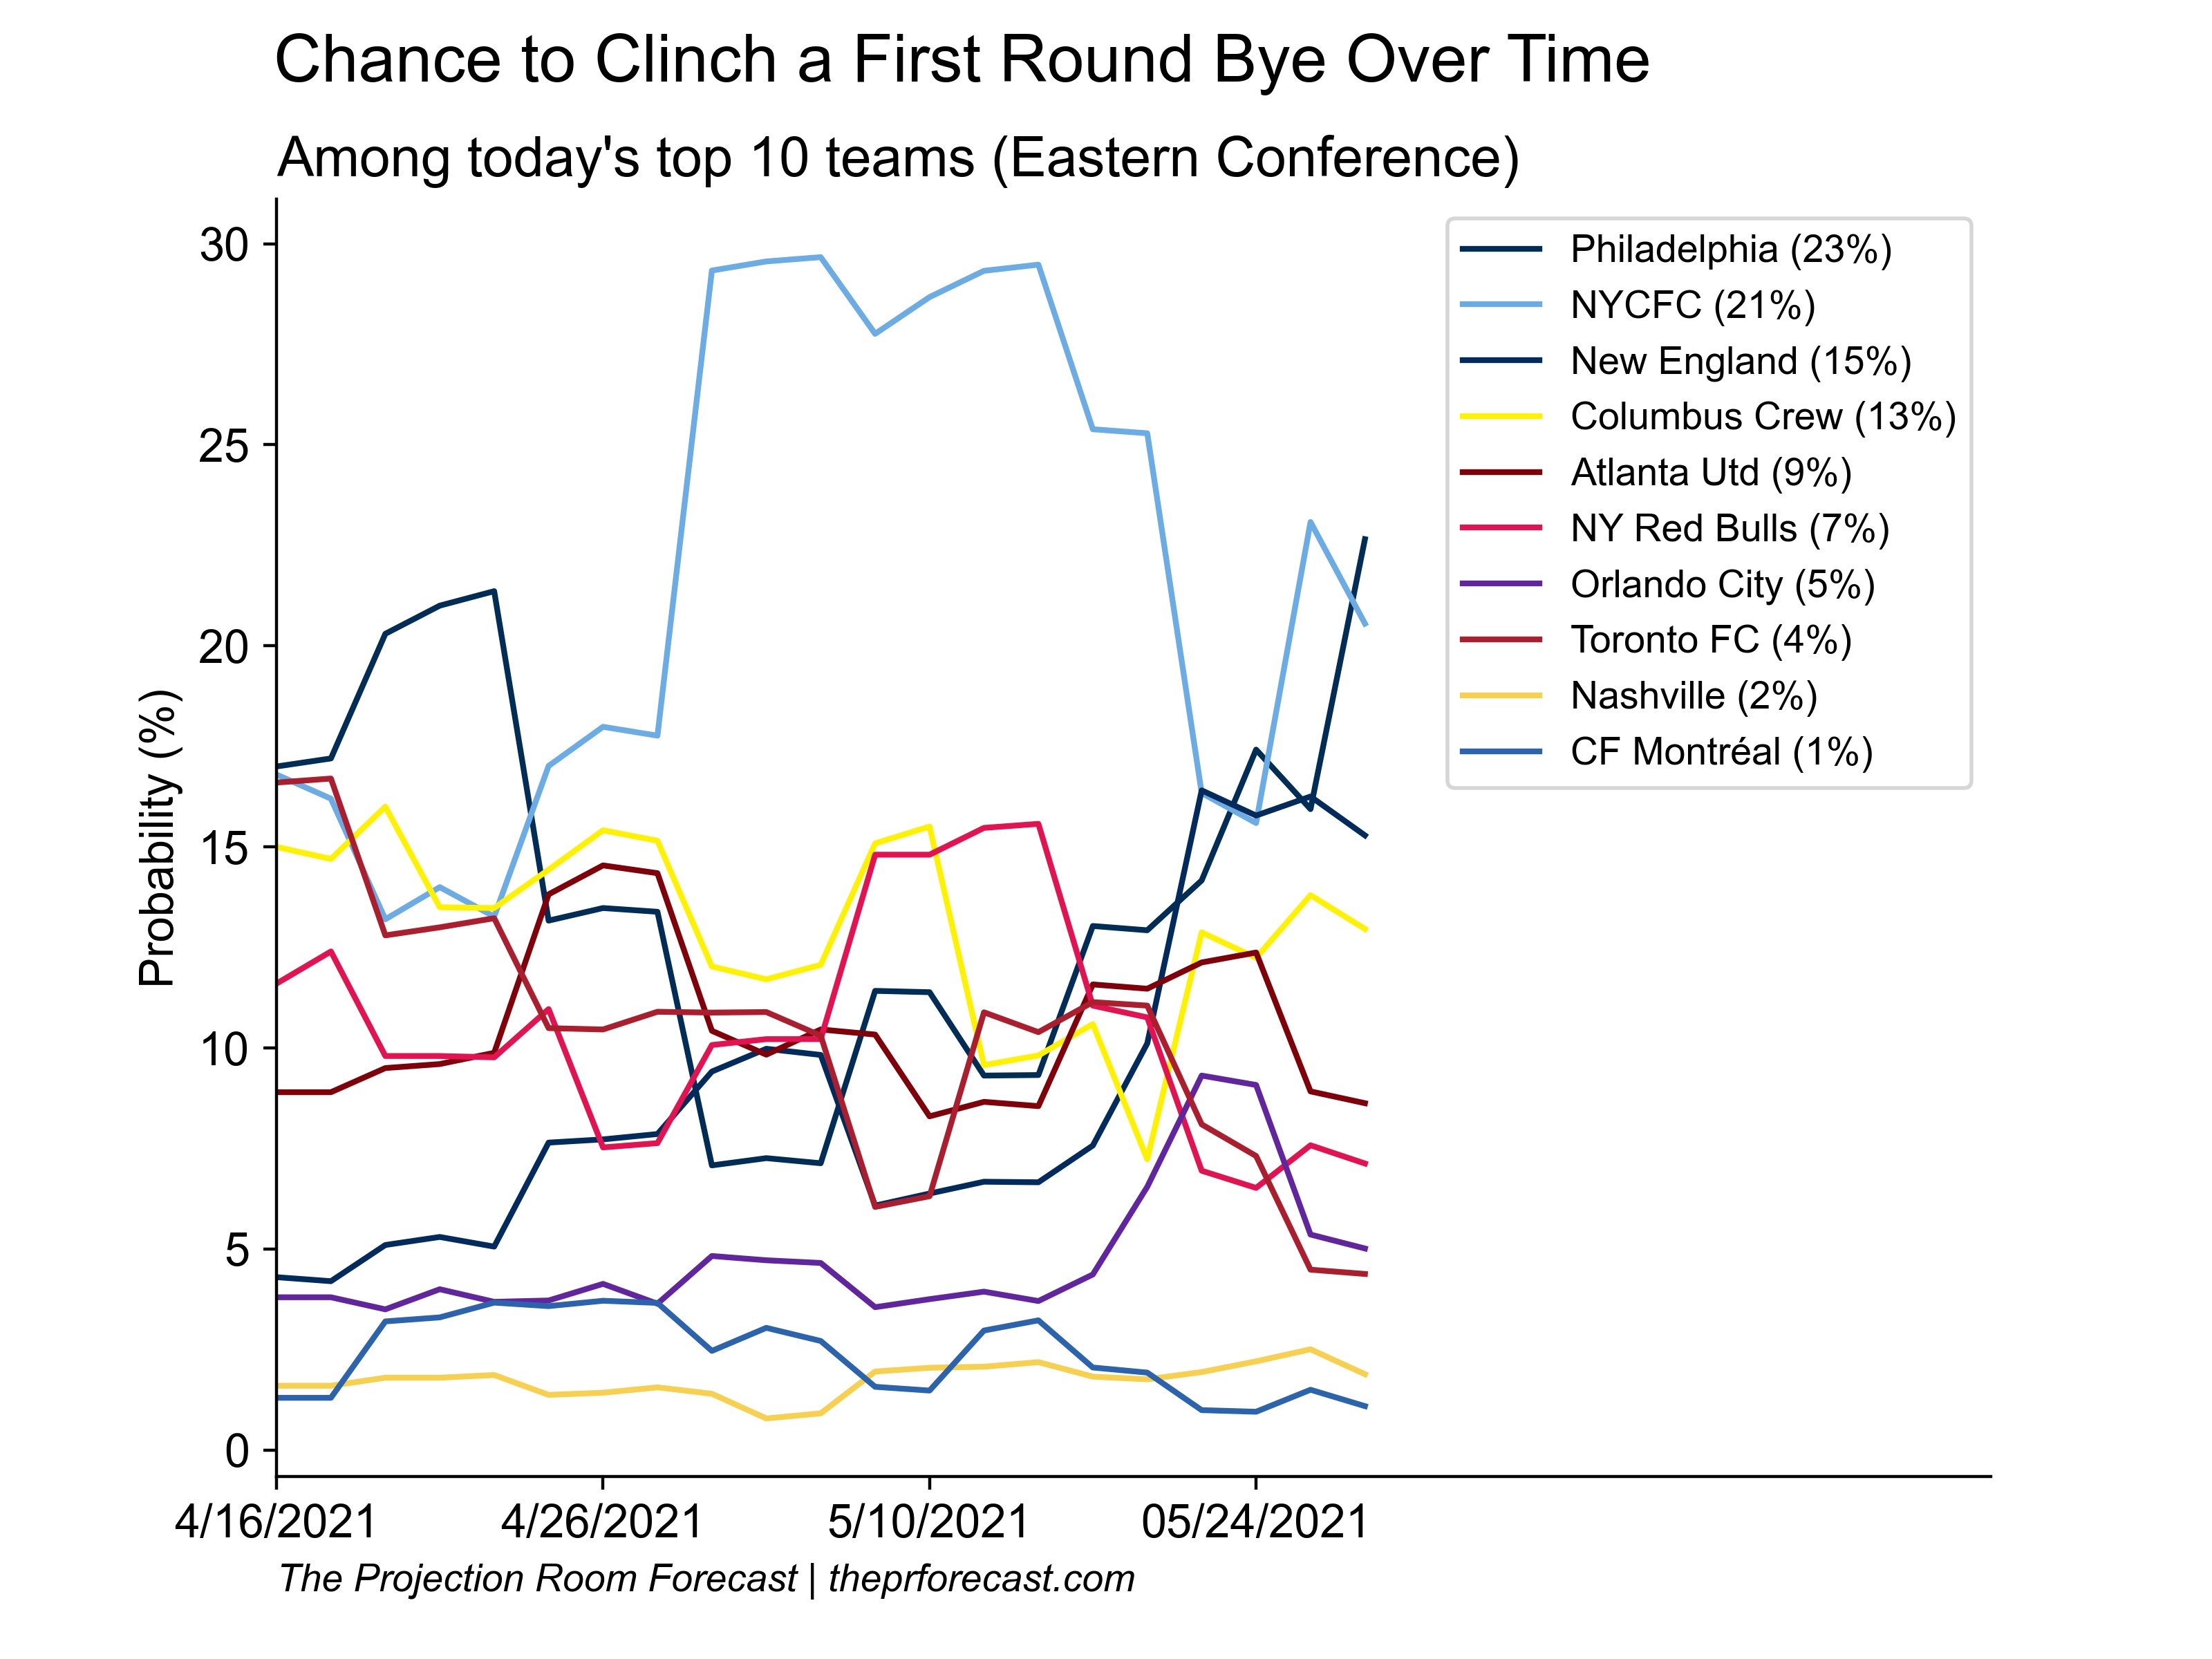 Chance to Clinch a First Round Bye Over Time
Among today's top 10 teams (Eastern Conference)
30
25
20
15
10
5
0
Probability (%)
Philadelphia (23%)
NYCFC (21%)
New England (15%)
Columbus Crew (13%)
Atlanta Utd (9%)
NY Red Bulls (7%)
Orlando City (5%)
Toronto FC (4%)
Nashville (2%)
CF Montréal (1%)
4/16/2021 4/26/2021 5/10/2021 05/24/2021
The Projection Room Forecast | theprforecast.com